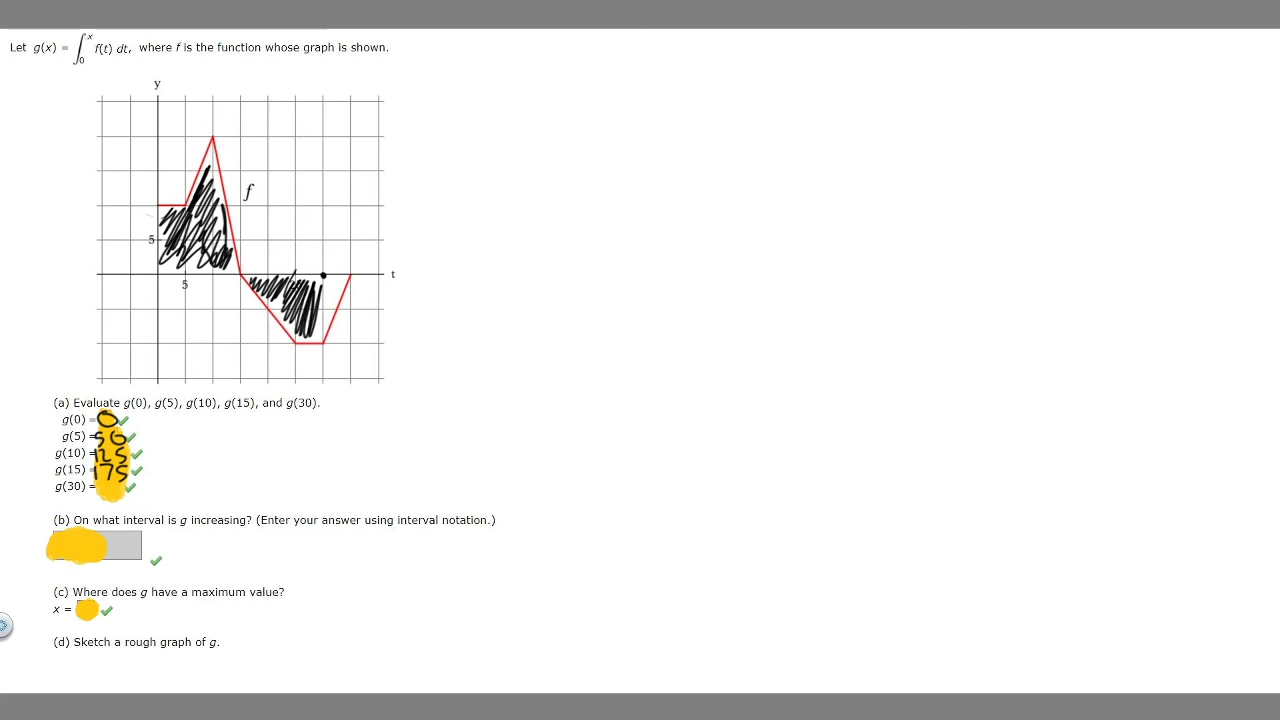 Let g(x) = ∫₀ˣ f(t) dt, where f is the function whose graph is shown.
y
f
5
t
5
(a) Evaluate g(0), g(5), g(10), g(15), and g(30).
g(0) = 0
g(5) = 50
g(10) = 125
g(15) = 175
g(30) =
(b) On what interval is g increasing? (Enter your answer using interval notation.)
(c) Where does g have a maximum value?
x =
(d) Sketch a rough graph of g.